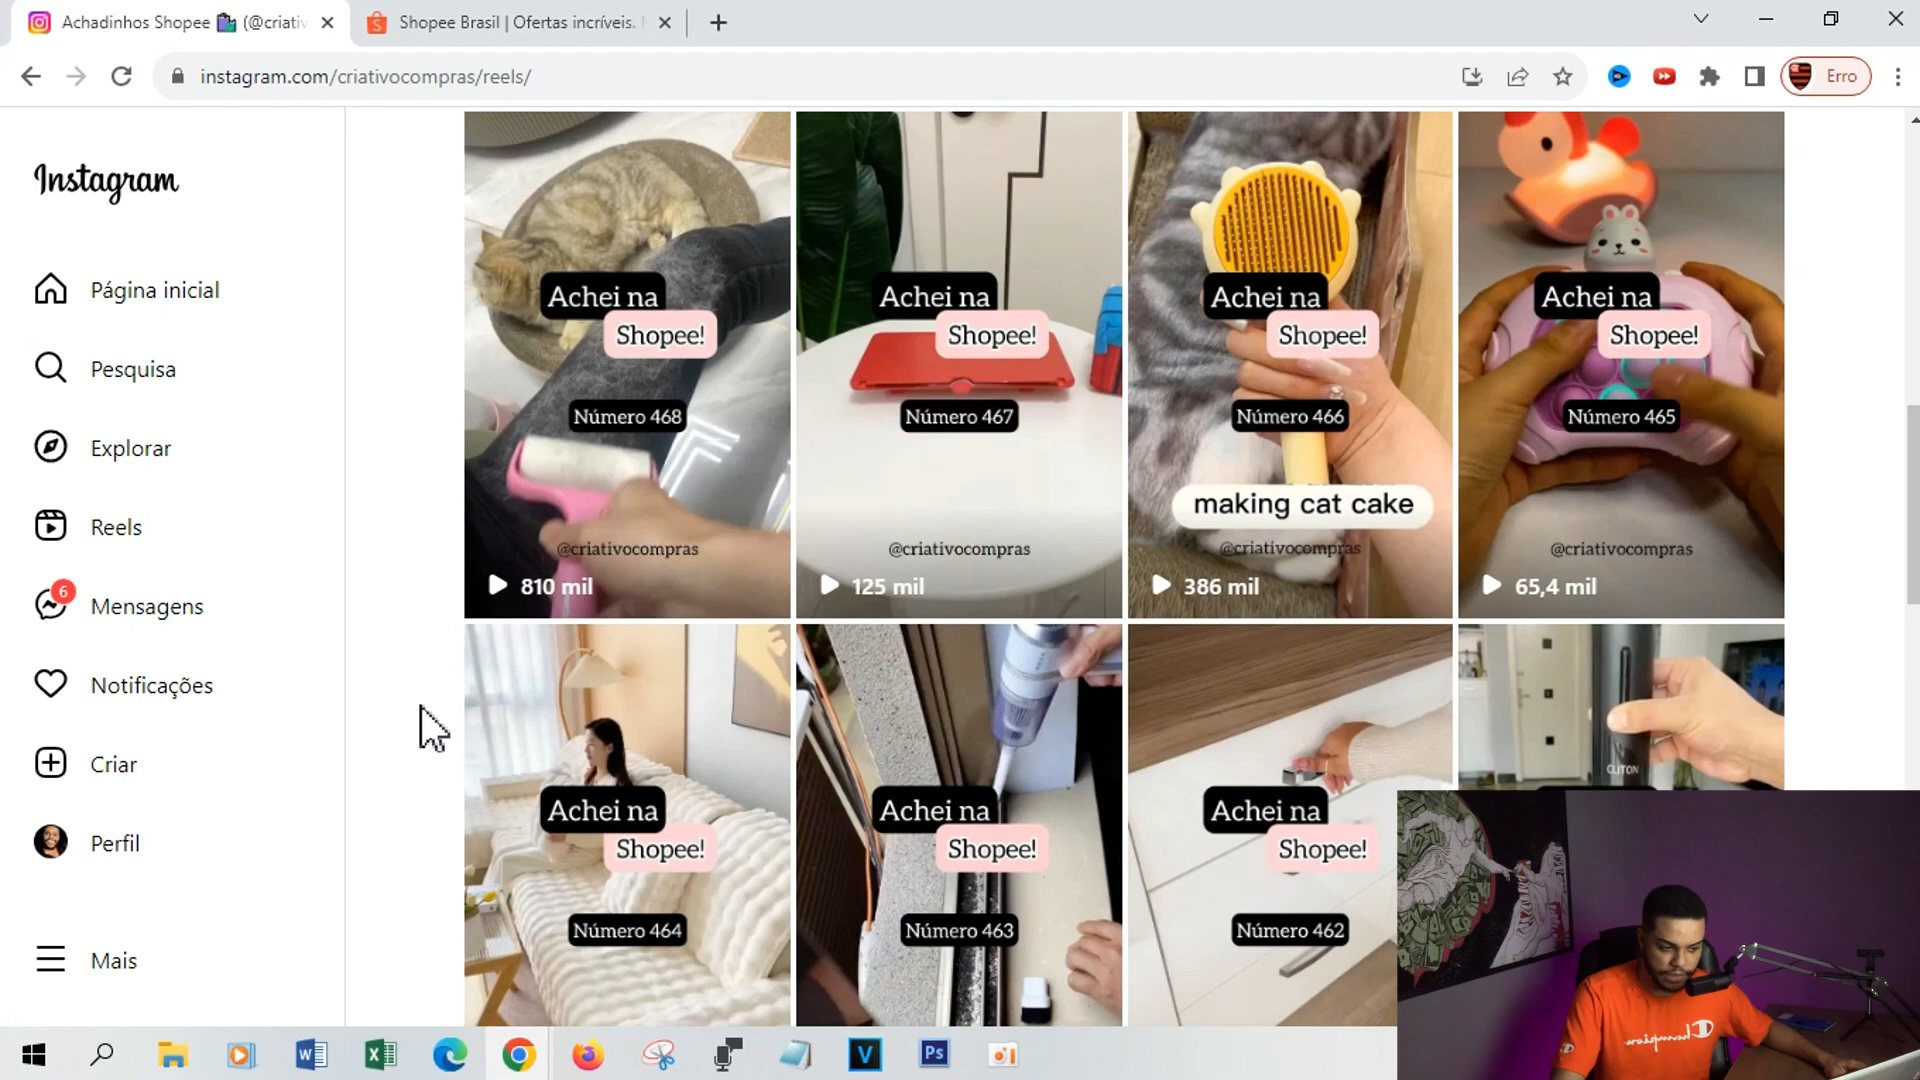 Achadinhos Shopee 🛍 (@criativ
Shopee Brasil | Ofertas incríveis.
instagram.com/criativocompras/reels/
Erro
Instagram
Página inicial
Pesquisa
Explorar
Reels
6
Mensagens
Notificações
Criar
Perfil
Mais
Achei na
Shopee!
Número 468
@criativocompras
810 mil
Achei na
Shopee!
Número 467
@criativocompras
125 mil
Achei na
Shopee!
Número 466
making cat cake
@criativocompras
386 mil
Achei na
Shopee!
Número 465
@criativocompras
65,4 mil
Achei na
Shopee!
Número 464
Achei na
Shopee!
Número 463
Achei na
Shopee!
Número 462
V
Ps